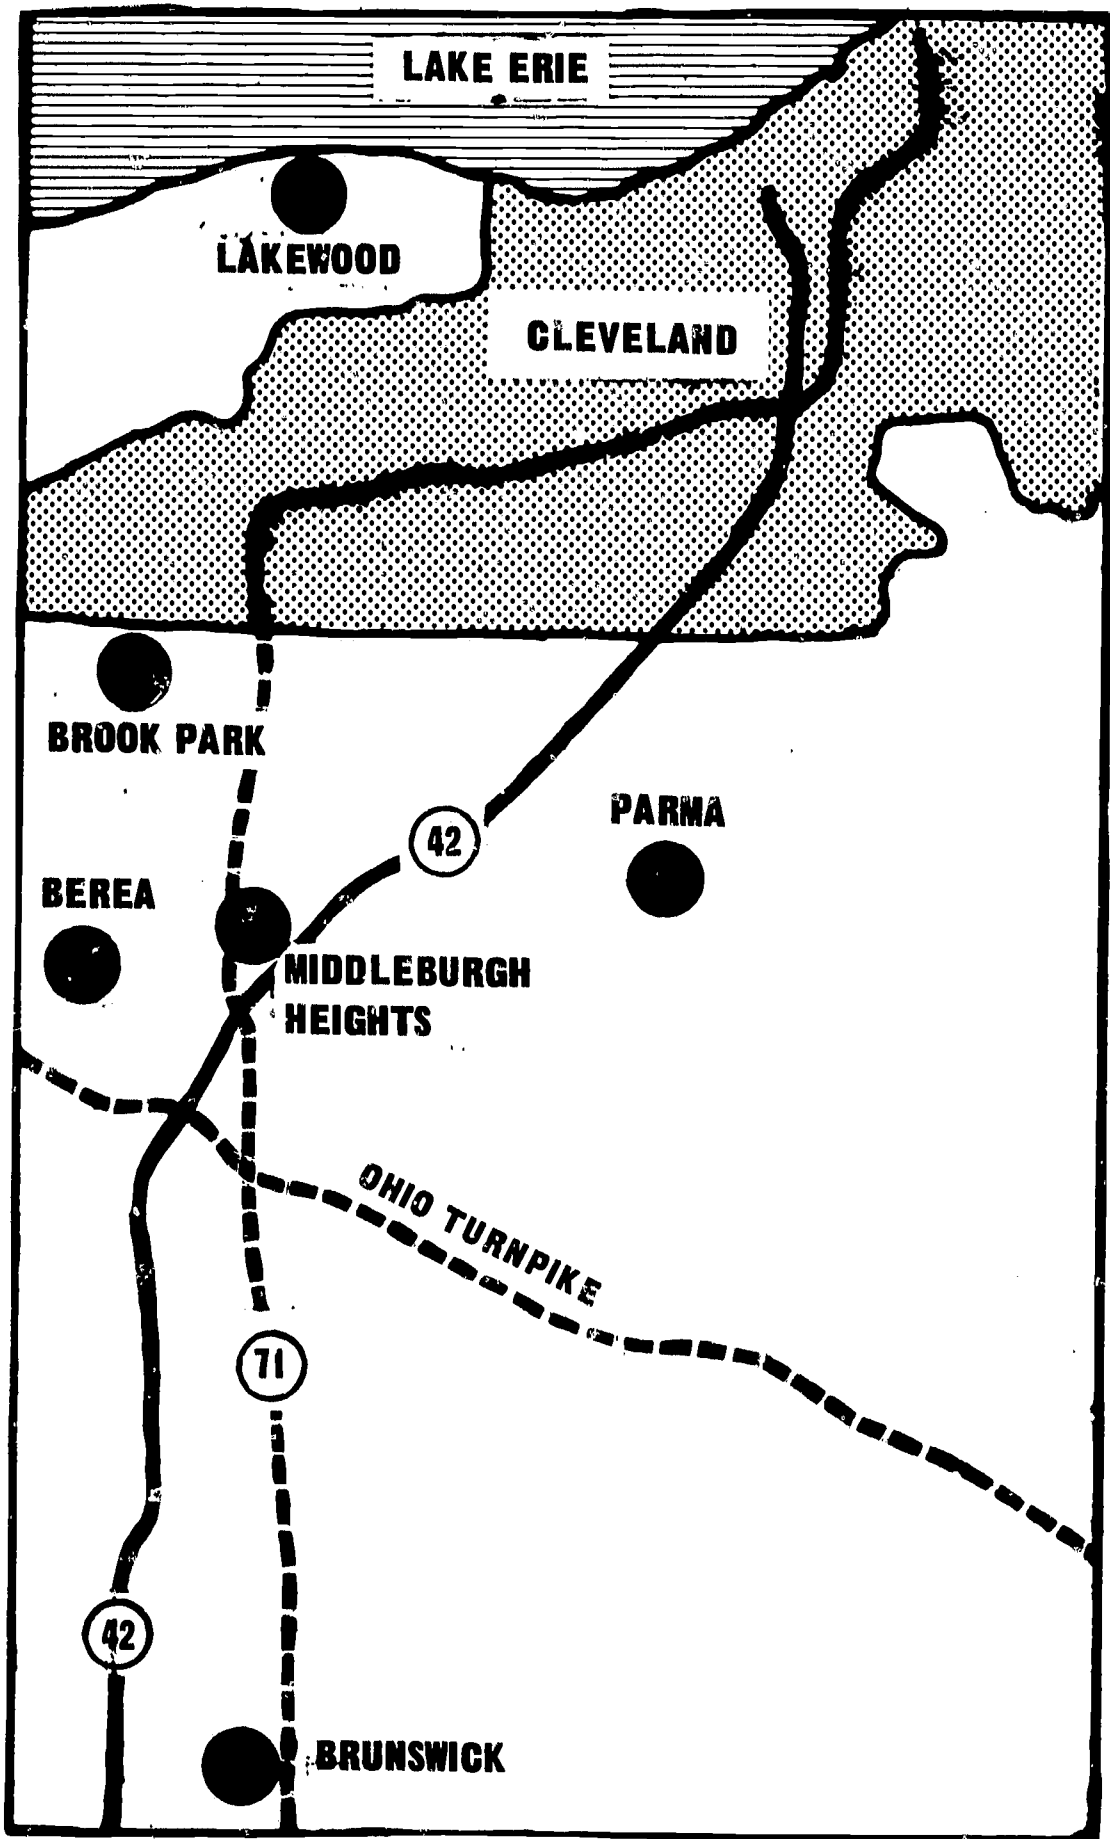 LAKE ERIE
LAKEWOOD
CLEVELAND
BROOK PARK
PARMA
42
BEREA
MIDDLEBURGH
HEIGHTS
OHIO TURNPIKE
71
42
BRUNSWICK